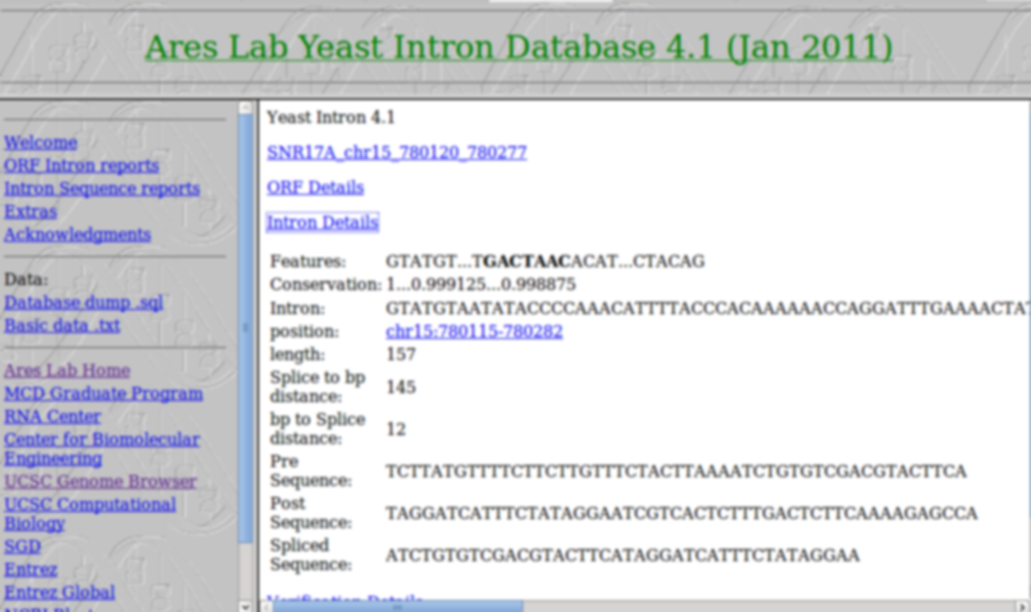 Ares Lab Yeast Intron Database 4.1 (Jan 2011)
Welcome
ORF Intron reports
Intron Sequence reports
Extras
Acknowledgments
Data:
Database dump .sql
Basic data .txt
Ares Lab Home
MCD Graduate Program
RNA Center
Center for Biomolecular
Engineering
UCSC Genome Browser
UCSC Computational
Biology
SGD
Entrez
Entrez Global
Yeast Intron 4.1
SNR17A_chr15_780120_780277
ORF Details
Intron Details
Features: GTATGT...TGACTAACACAT...CTACAG
Conservation: 1...0.999125...0.998875
Intron: GTATGTAATATACCCCAAACATTTTACCCACAAAAAACCAGGATTTGAAAACTA
position: chr15:780115-780282
length: 157
Splice to bp
distance: 145
bp to Splice
distance: 12
Pre
Sequence: TCTTATGTTTTCTTCTTGTTTCTACTTAAAATCTGTGTCGACGTACTTCA
Post
Sequence: TAGGATCATTTCTATAGGAATCGTCACTCTTTGACTCTTCAAAAGAGCCA
Spliced
Sequence: ATCTGTGTCGACGTACTTCATAGGATCATTTCTATAGGAA
Verification Details